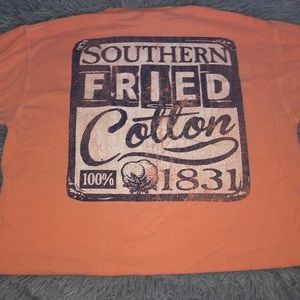 SOUTHERN
FRIED
Cotton
100% 1831